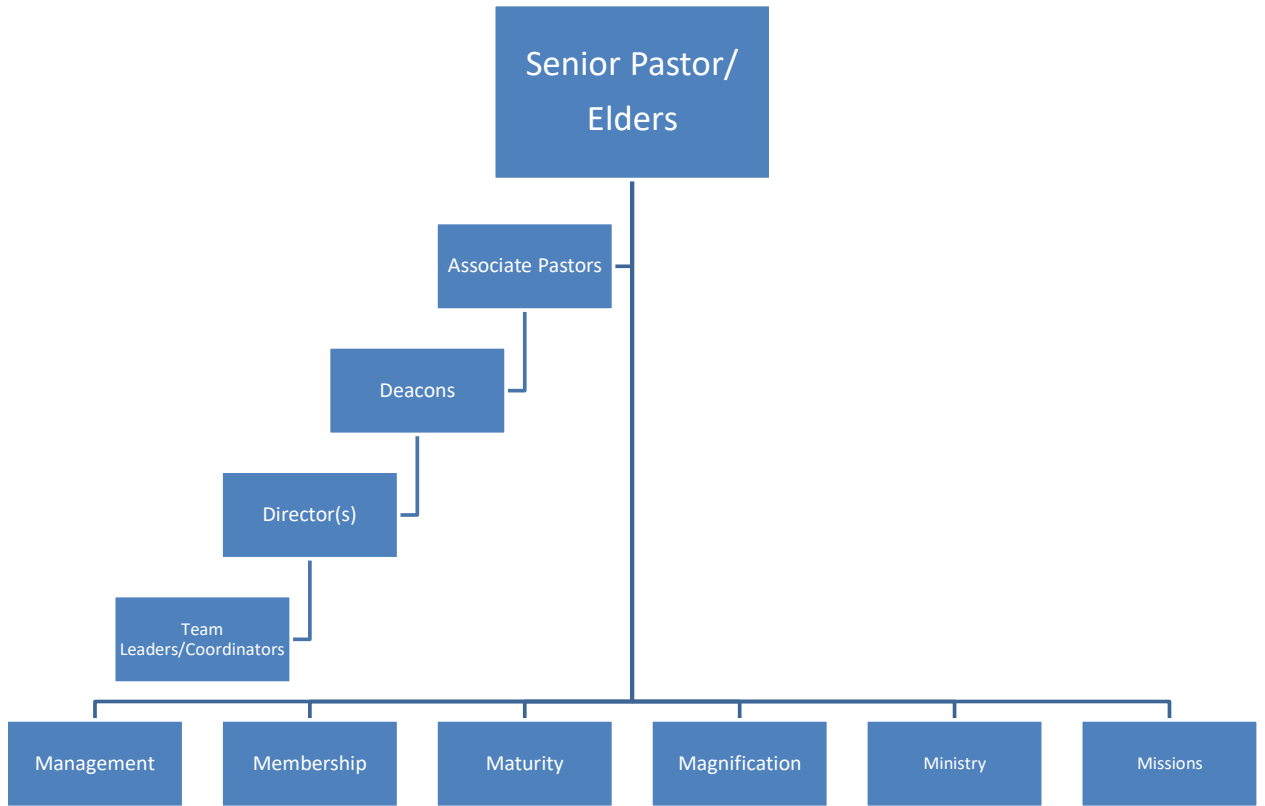 Senior Pastor/
Elders
Associate Pastors
Deacons
Director(s)
Team
Leaders/Coordinators
Management
Membership
Maturity
Magnification
Ministry
Missions